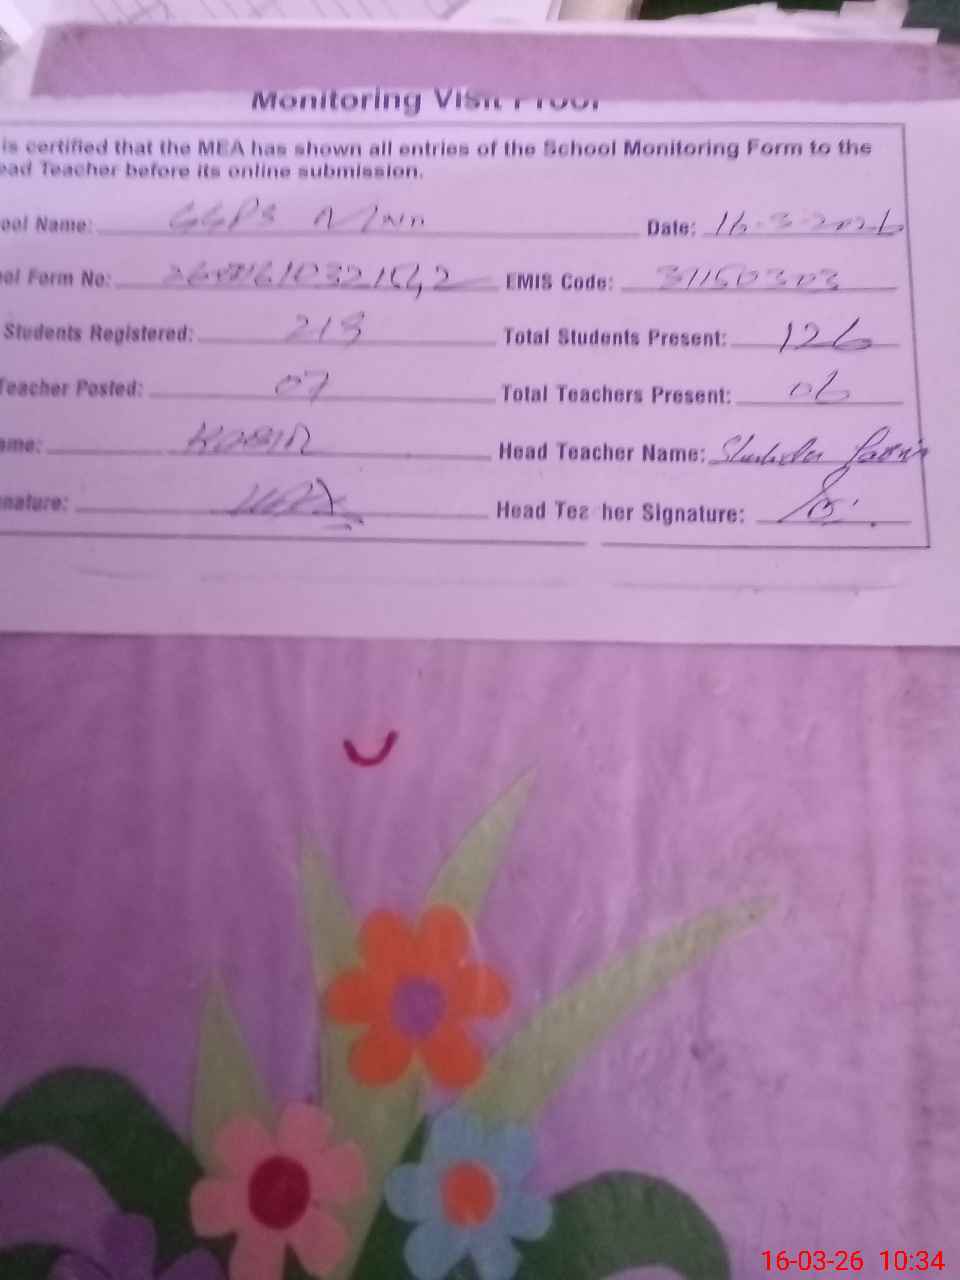 Monitoring Visit Proof
is certified that the MEA has shown all entries of the School Monitoring Form to the
ead Teacher before its online submission.
ool Name: GGPS Date: 16-3-2026
ol Form No: EMIS Code: 31150303
Students Registered: 213 Total Students Present: 126
Teacher Posted: 07 Total Teachers Present: 06
ame: Head Teacher Name:
nature: Head Teacher Signature:
16-03-26 10:34